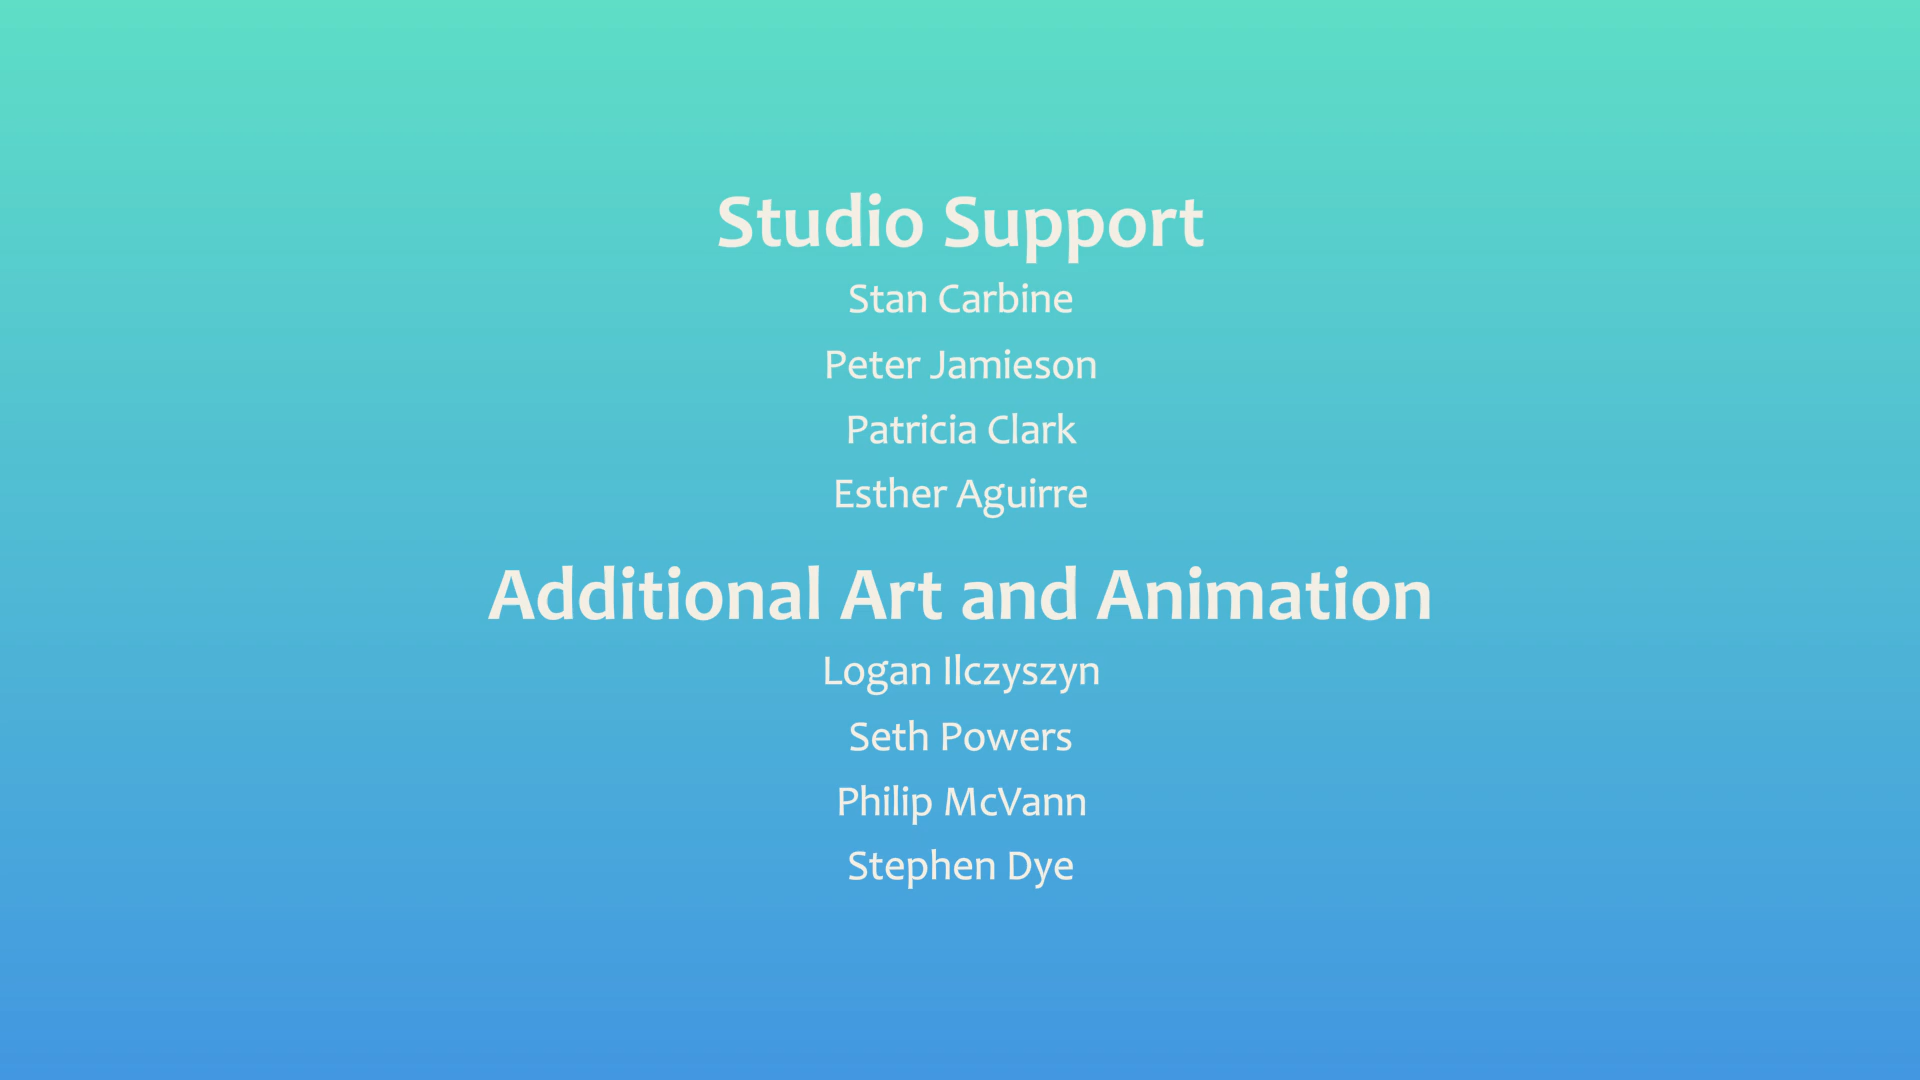 Studio Support
Stan Carbine
Peter Jamieson
Patricia Clark
Esther Aguirre
Additional Art and Animation
Logan Ilczyszyn
Seth Powers
Philip McVann
Stephen Dye